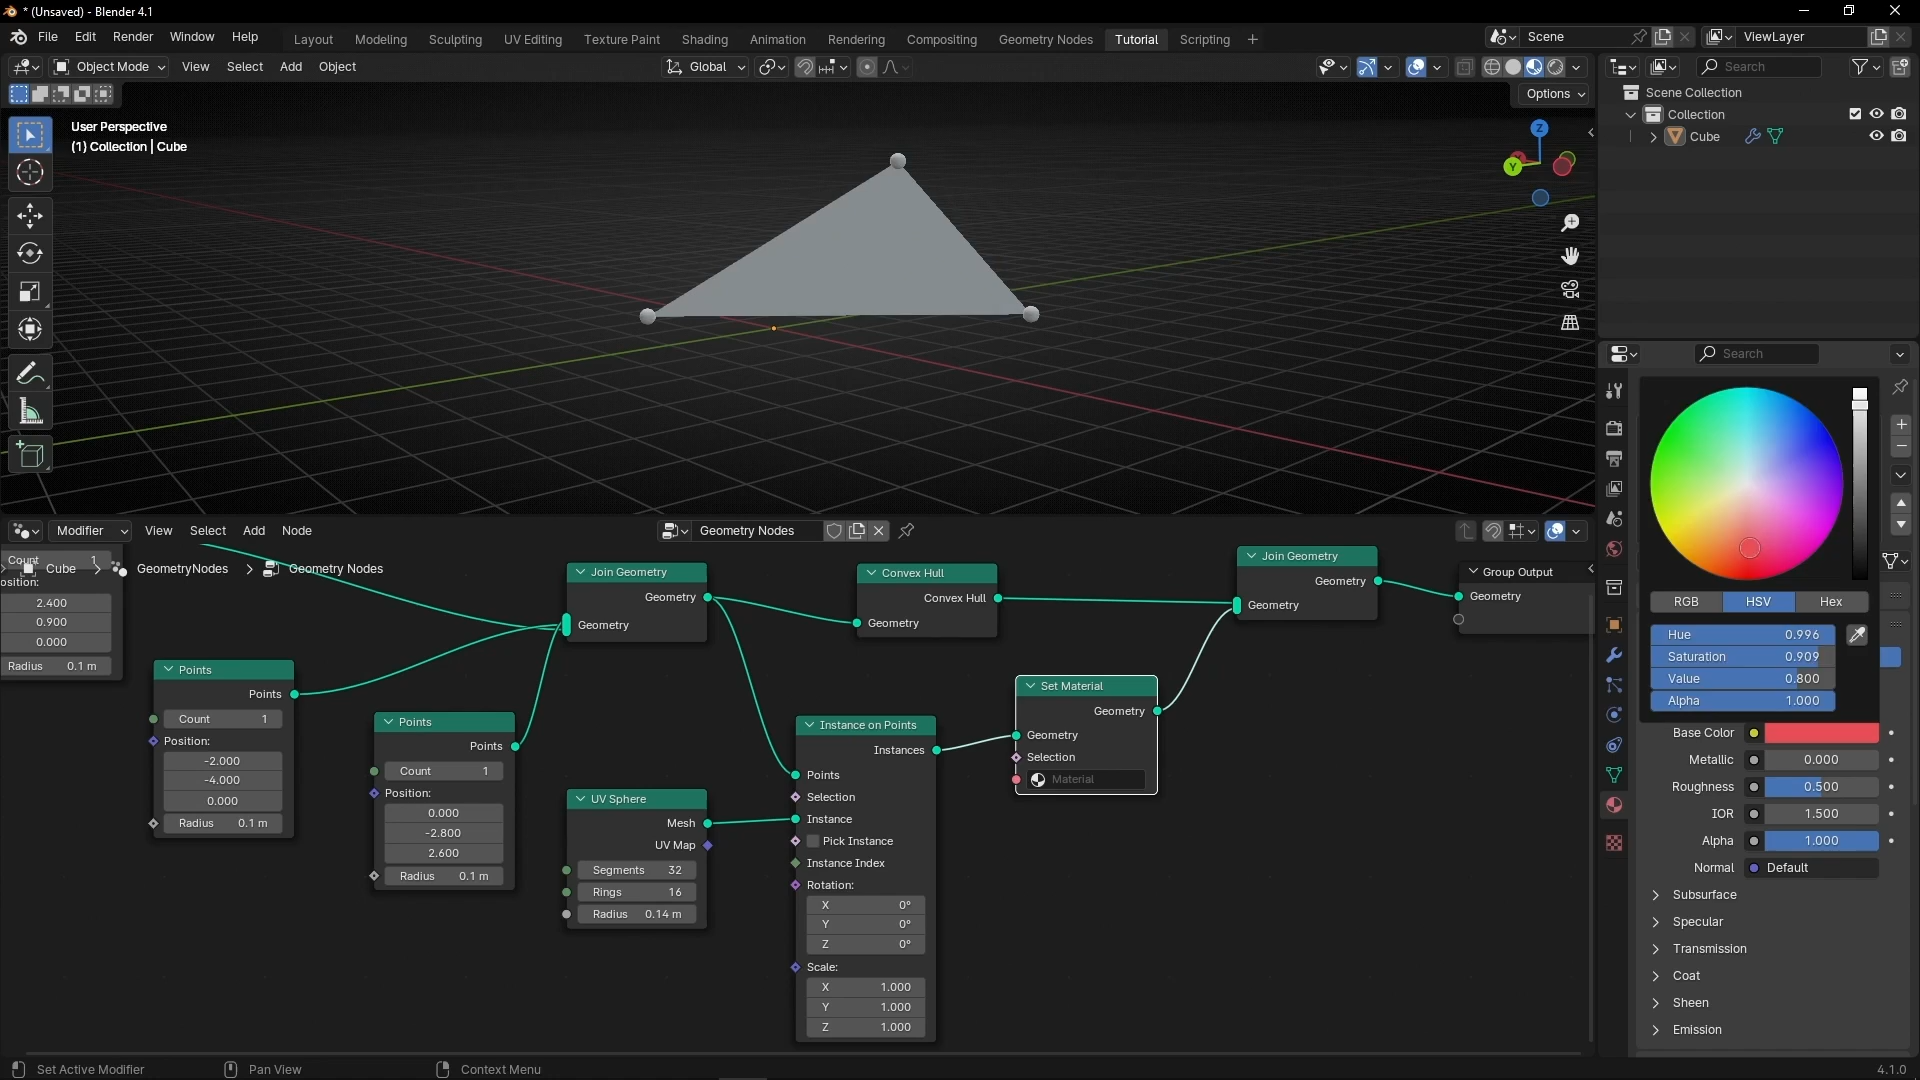 * (Unsaved) - Blender 4.1
File Edit Render Window Help
Layout Modeling Sculpting UV Editing Texture Paint Shading Animation Rendering Compositing Geometry Nodes Tutorial Scripting
Scene
ViewLayer
Object Mode
View Select Add Object
Global
Search
Options
User Perspective
(1) Collection | Cube
Z
Y
Scene Collection
Collection
Cube
Search
RGB HSV Hex
Hue 0.996
Saturation 0.909
Value 0.800
Alpha 1.000
Base Color
Metallic 0.000
Roughness 0.500
IOR 1.500
Alpha 1.000
Normal Default
Subsurface
Specular
Transmission
Coat
Sheen
Emission
Modifier
View Select Add Node
Geometry Nodes
Cube
GeometryNodes
Geometry Nodes
Count 1
osition:
2.400
0.900
0.000
Radius 0.1 m
Points
Points
Count 1
Position:
-2.000
-4.000
0.000
Radius 0.1 m
Points
Points
Count 1
Position:
0.000
-2.800
2.600
Radius 0.1 m
Join Geometry
Geometry
Geometry
UV Sphere
Mesh
UV Map
Segments 32
Rings 16
Radius 0.14 m
Convex Hull
Convex Hull
Geometry
Instance on Points
Instances
Points
Selection
Instance
Pick Instance
Instance Index
Rotation:
X 0°
Y 0°
Z 0°
Scale:
X 1.000
Y 1.000
Z 1.000
Set Material
Geometry
Geometry
Selection
Material
Join Geometry
Geometry
Geometry
Group Output
Geometry
Set Active Modifier
Pan View
Context Menu
4.1.0